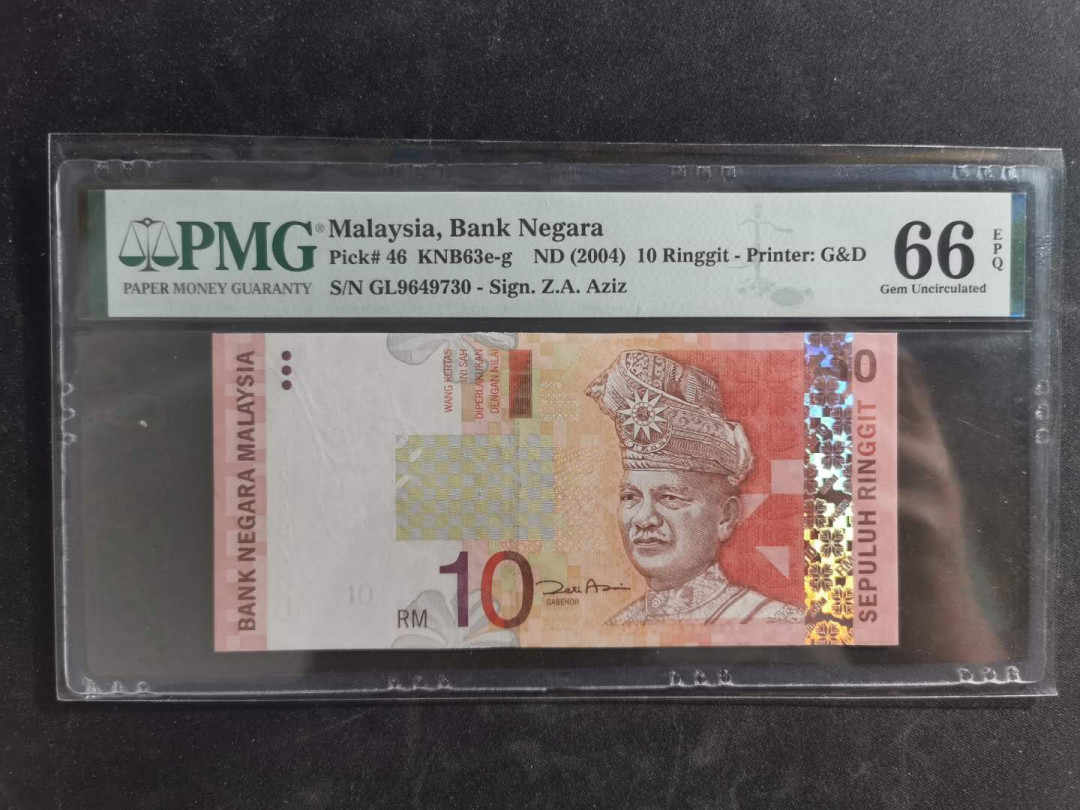 PMG®
PAPER MONEY GUARANTY
Malaysia, Bank Negara
Pick# 46 KNB63e-g ND (2004) 10 Ringgit - Printer: G&D
S/N GL9649730 - Sign. Z.A. Aziz
66
EPQ
Gem Uncirculated
BANK NEGARA MALAYSIA
WANG KERTAS
INI SAH
DIPERLAKUKAN
DENGAN NILAI
RM 10
Zeti Aziz
GABENOR
10
SEPULUH RINGGIT